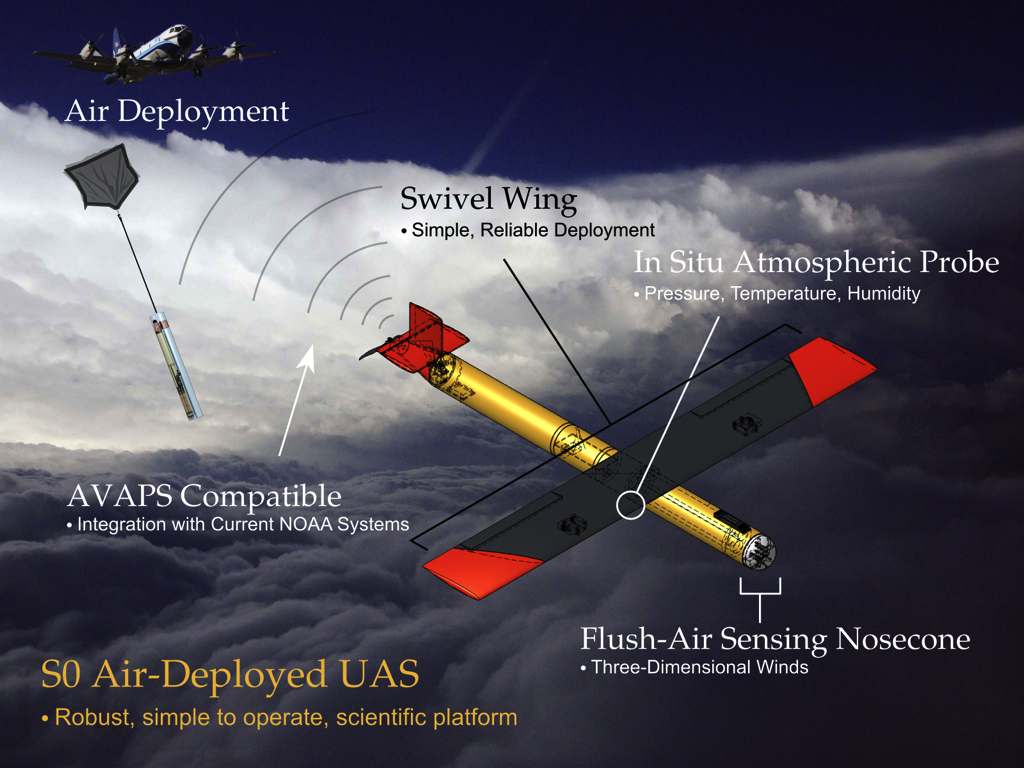 Air Deployment
Swivel Wing
• Simple, Reliable Deployment
In Situ Atmospheric Probe
• Pressure, Temperature, Humidity
AVAPS Compatible
• Integration with Current NOAA Systems
Flush-Air Sensing Nosecone
• Three-Dimensional Winds
S0 Air-Deployed UAS
• Robust, simple to operate, scientific platform